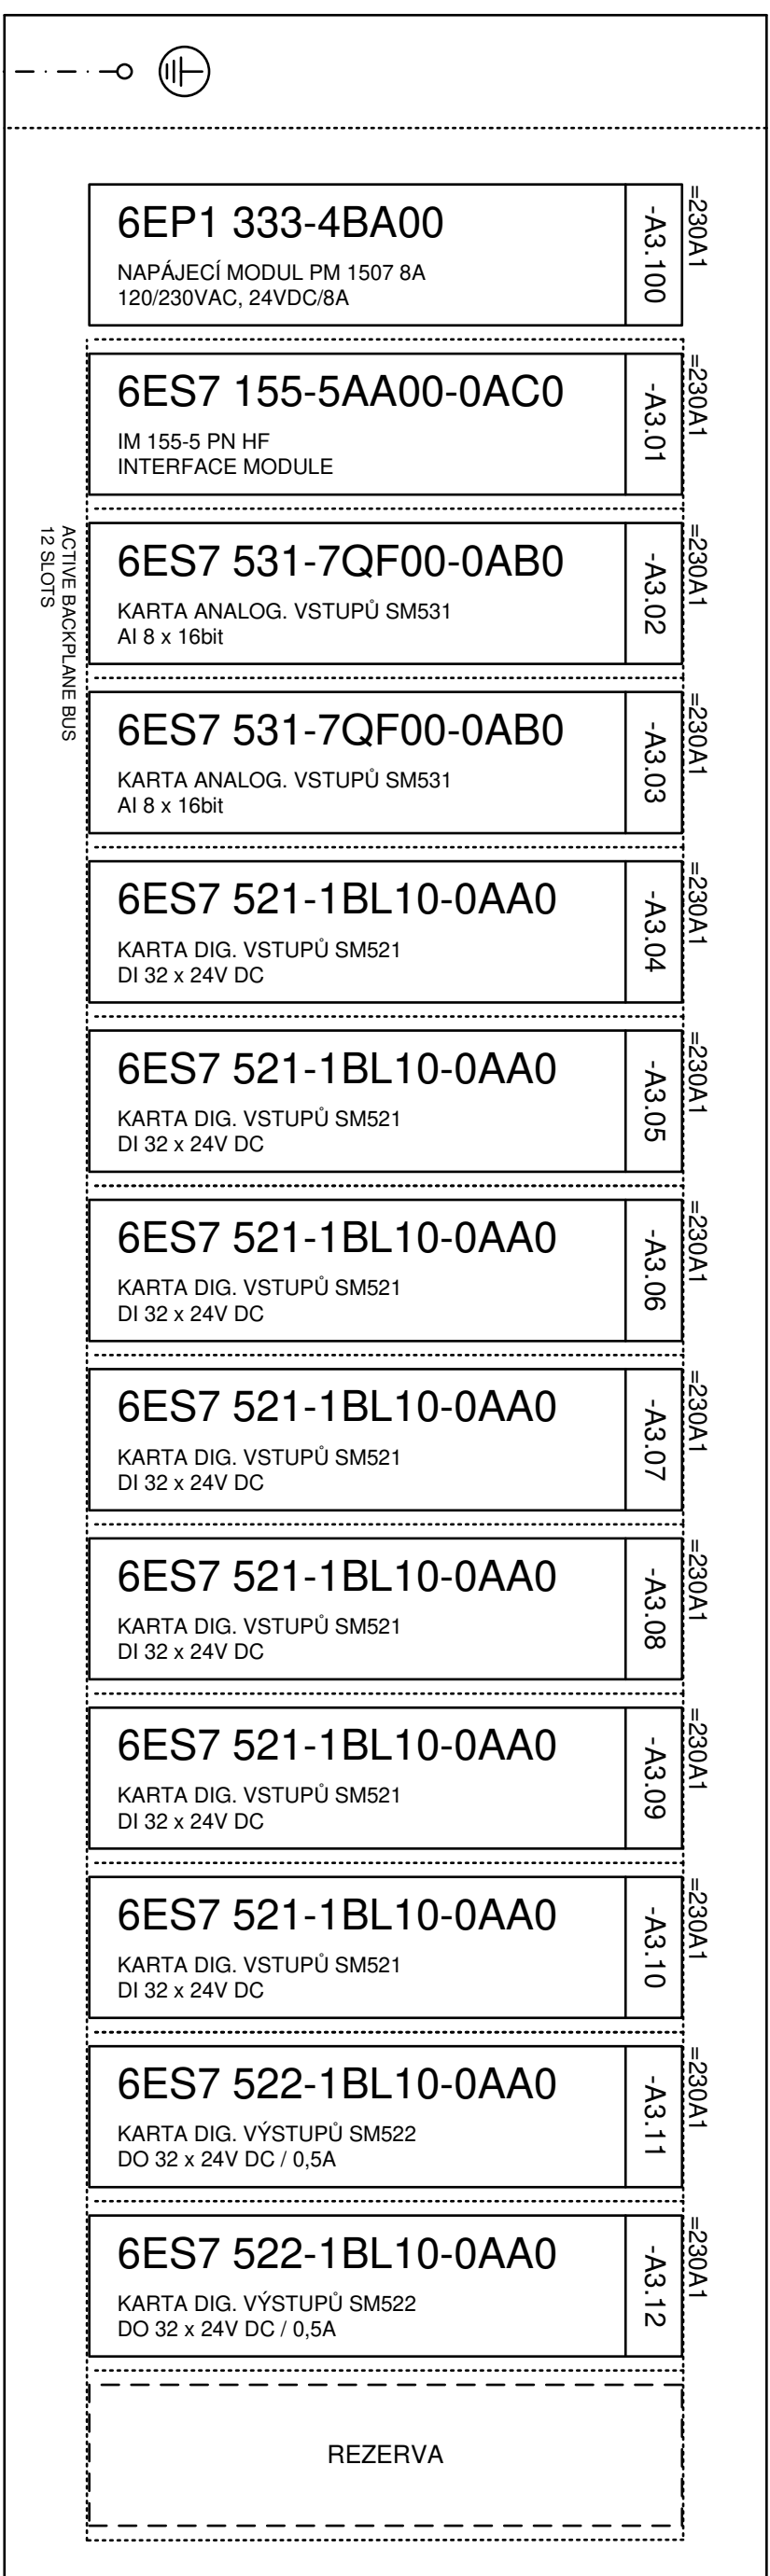 6EP1 333-4BA00
NAPÁJECÍ MODUL PM 1507 8A
120/230VAC, 24VDC/8A
-A3.100
=230A1
6ES7 155-5AA00-0AC0
IM 155-5 PN HF
INTERFACE MODULE
-A3.01
=230A1
ACTIVE BACKPLANE BUS
12 SLOTS
6ES7 531-7QF00-0AB0
KARTA ANALOG. VSTUPŮ SM531
AI 8 x 16bit
-A3.02
=230A1
6ES7 531-7QF00-0AB0
KARTA ANALOG. VSTUPŮ SM531
AI 8 x 16bit
-A3.03
=230A1
6ES7 521-1BL10-0AA0
KARTA DIG. VSTUPŮ SM521
DI 32 x 24V DC
-A3.04
=230A1
6ES7 521-1BL10-0AA0
KARTA DIG. VSTUPŮ SM521
DI 32 x 24V DC
-A3.05
=230A1
6ES7 521-1BL10-0AA0
KARTA DIG. VSTUPŮ SM521
DI 32 x 24V DC
-A3.06
=230A1
6ES7 521-1BL10-0AA0
KARTA DIG. VSTUPŮ SM521
DI 32 x 24V DC
-A3.07
=230A1
6ES7 521-1BL10-0AA0
KARTA DIG. VSTUPŮ SM521
DI 32 x 24V DC
-A3.08
=230A1
6ES7 521-1BL10-0AA0
KARTA DIG. VSTUPŮ SM521
DI 32 x 24V DC
-A3.09
=230A1
6ES7 521-1BL10-0AA0
KARTA DIG. VSTUPŮ SM521
DI 32 x 24V DC
-A3.10
=230A1
6ES7 522-1BL10-0AA0
KARTA DIG. VÝSTUPŮ SM522
DO 32 x 24V DC / 0,5A
-A3.11
=230A1
6ES7 522-1BL10-0AA0
KARTA DIG. VÝSTUPŮ SM522
DO 32 x 24V DC / 0,5A
-A3.12
=230A1
REZERVA